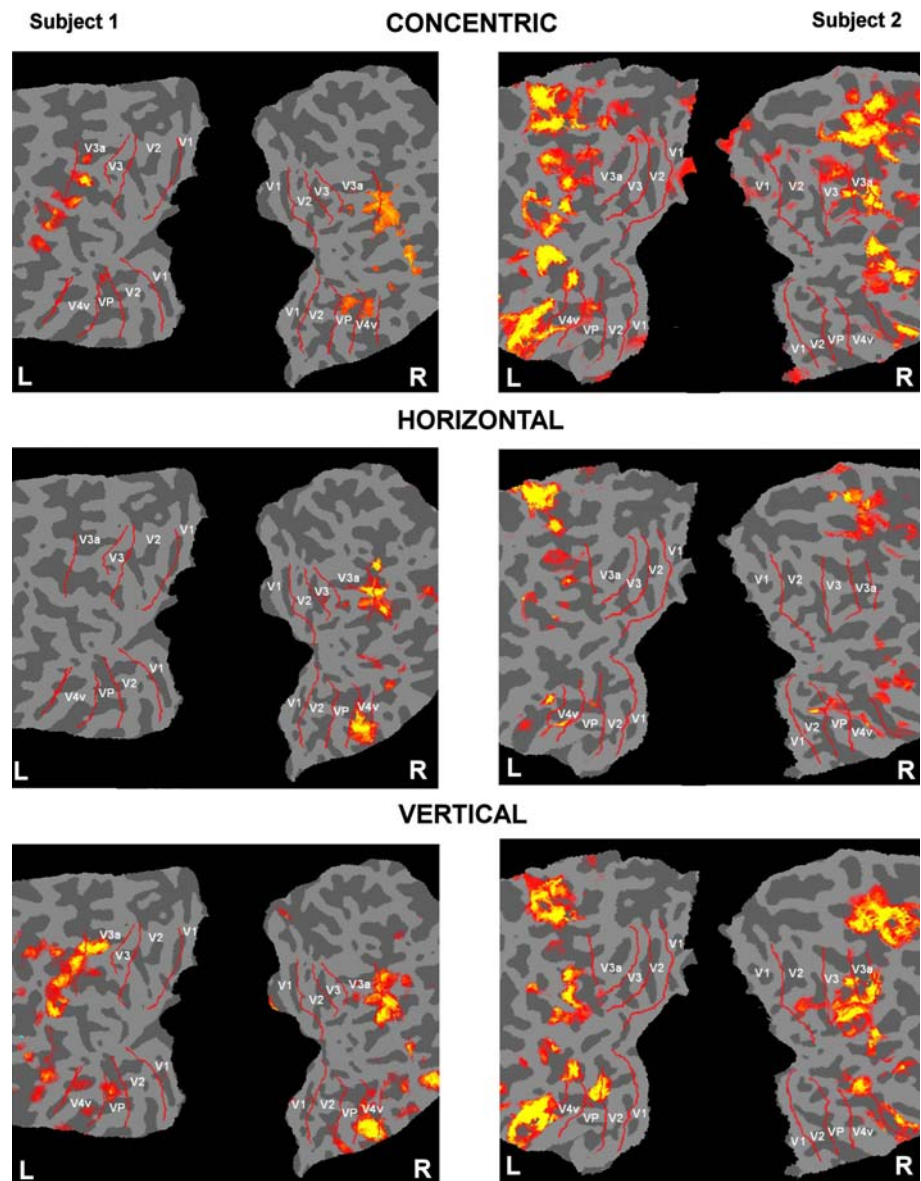 Subject 1 CONCENTRIC Subject 2
V3a V3 V2 V1
V4v VP V2 V1
L
V1 V2 V3 V3a
V1 V2 VP V4v
R
V3a V3 V2 V1
V4v VP V2 V1
L
V1 V2 V3 V3a
V1 V2 VP V4v
R
HORIZONTAL
V3a V3 V2 V1
V4v VP V2 V1
L
V1 V2 V3 V3a
V1 V2 VP V4v
R
V3a V3 V2 V1
V4v VP V2 V1
L
V1 V2 V3 V3a
V1 V2 VP V4v
R
VERTICAL
V3a V3 V2 V1
V4v VP V2 V1
L
V1 V2 V3 V3a
V1 V2 VP V4v
R
V3a V3 V2 V1
V4v VP V2 V1
L
V1 V2 V3 V3a
V1 V2 VP V4v
R